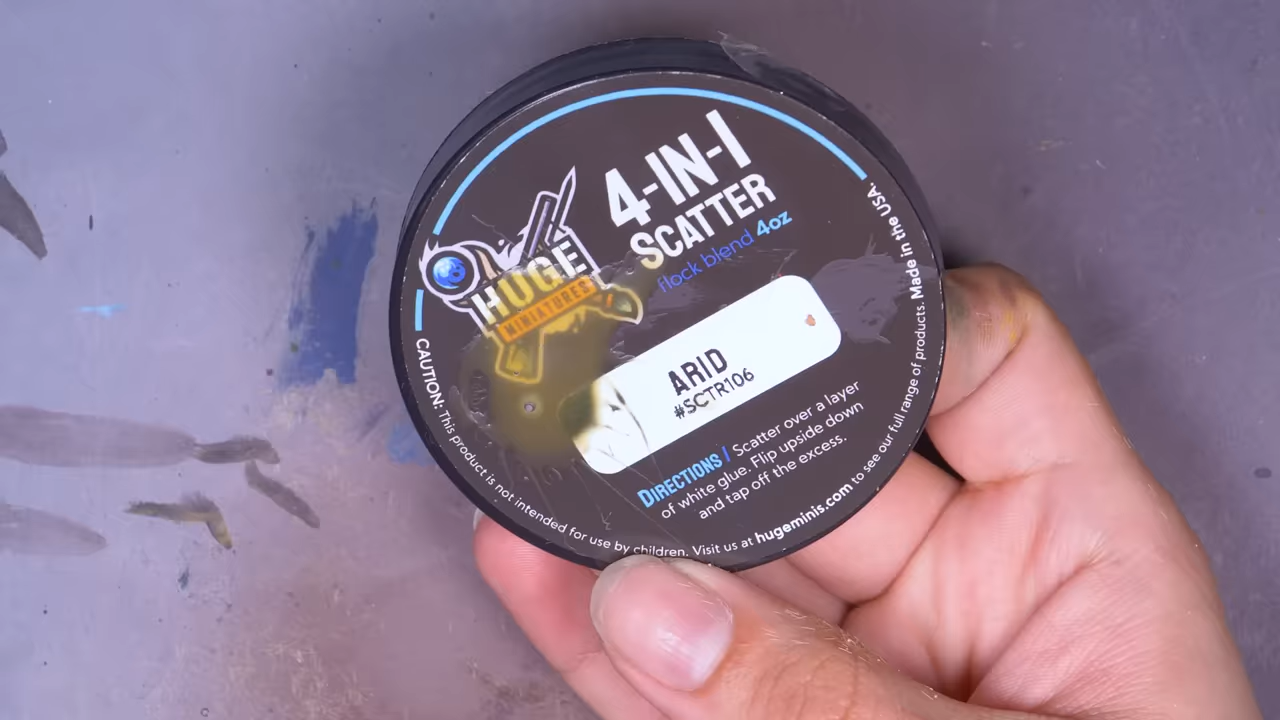 4-IN-1
SCATTER
flock blend 4oz
HUGE
MINIATURES
ARID
#SCTR106
DIRECTIONS / Scatter over a layer
of white glue. Flip upside down
and tap off the excess.
CAUTION: This product is not intended for use by children. Visit us at hugeminis.com to see our full range of products. Made in the USA.